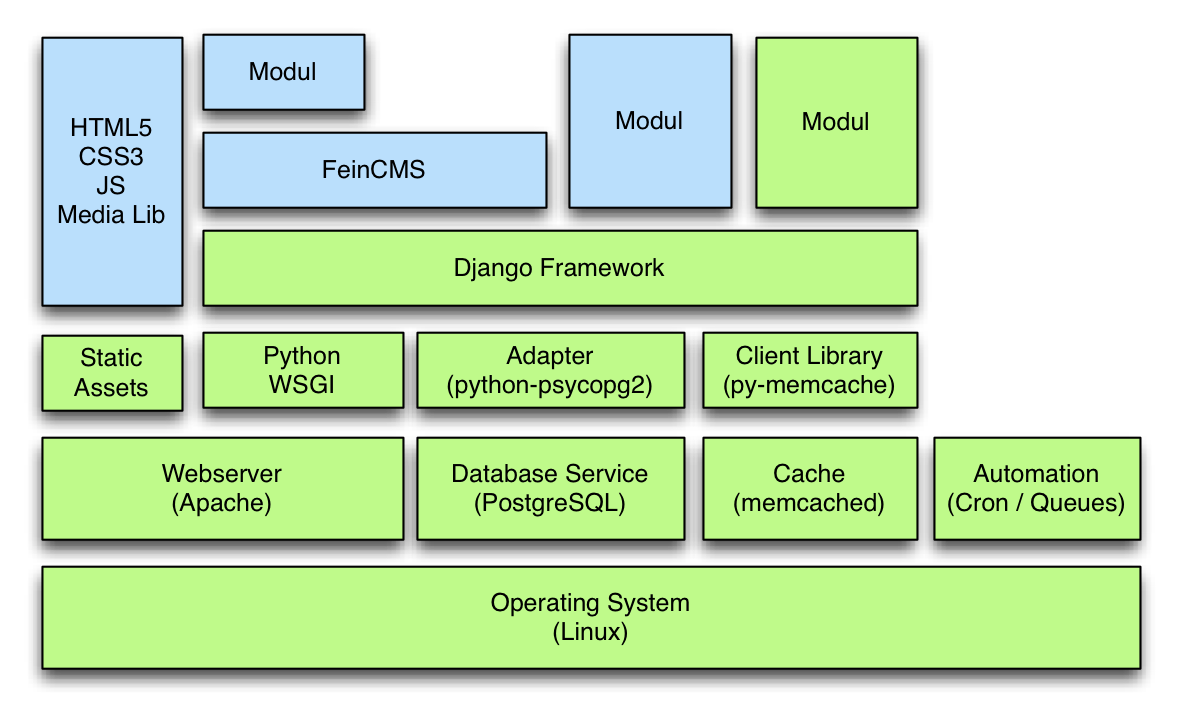 HTML5
CSS3
JS
Media Lib
Modul
FeinCMS
Modul
Modul
Django Framework
Static
Assets
Python
WSGI
Adapter
(python-psycopg2)
Client Library
(py-memcache)
Webserver
(Apache)
Database Service
(PostgreSQL)
Cache
(memcached)
Automation
(Cron / Queues)
Operating System
(Linux)